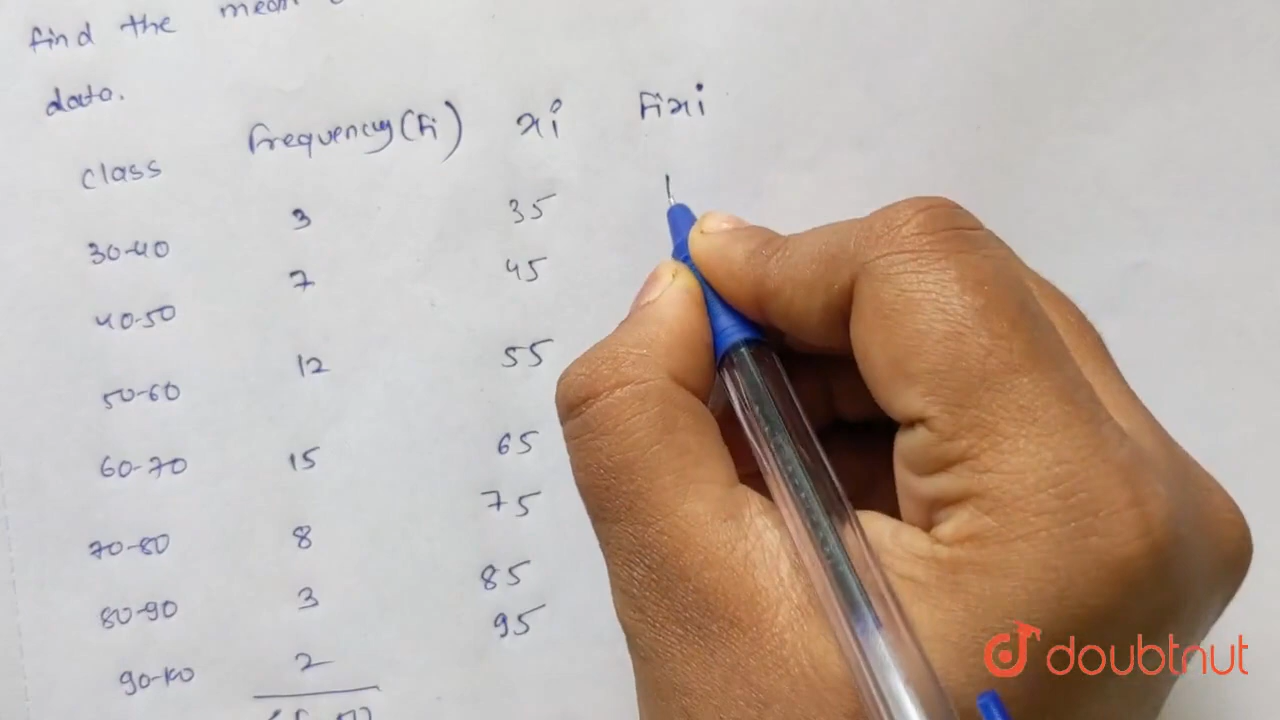 find the mean
data.
class frequency(fi) xi fixi
30-40 3 35
40-50 7 45
50-60 12 55
60-70 15 65
70-80 8 75
80-90 3 85
90-100 2 95
doubtnut